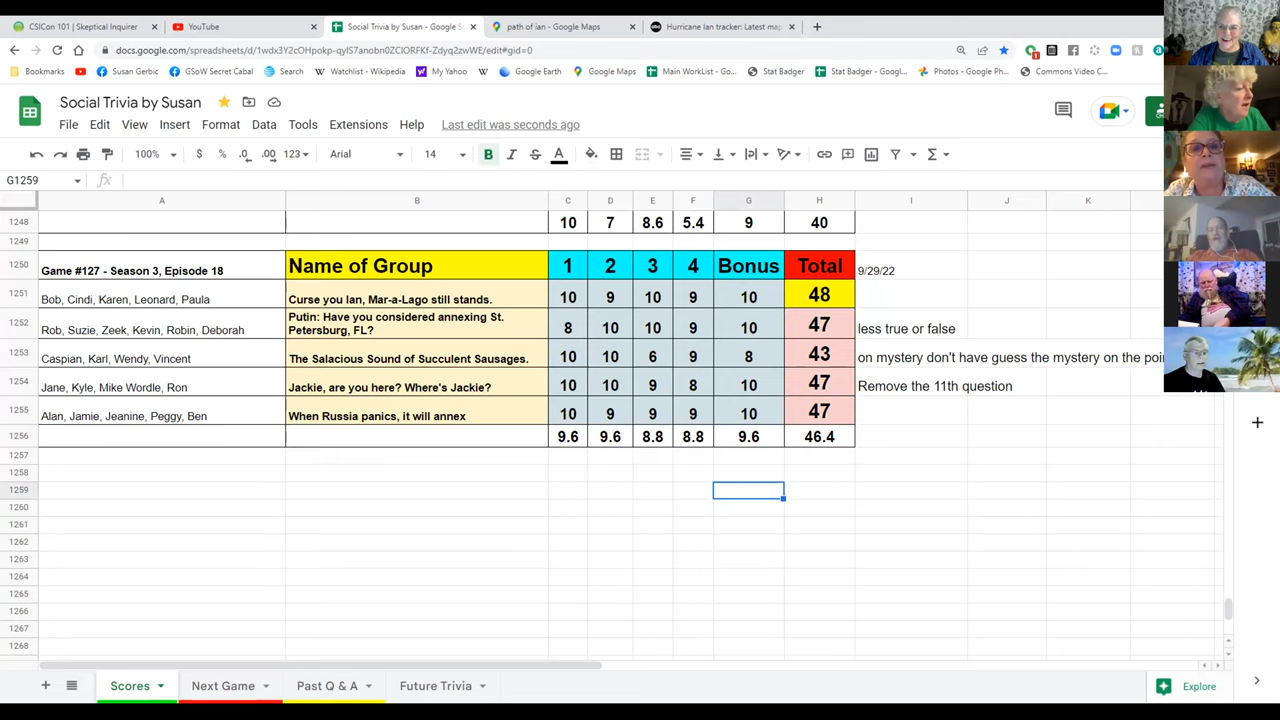 CSICon 101 | Skeptical Inquirer
YouTube
Social Trivia by Susan - Google S
path of ian - Google Maps
Hurricane Ian tracker: Latest ma
docs.google.com/spreadsheets/d/1wdx3Y2cOHpokp-qyIS7anobn0ZCIORFKf-Zdyq2zwWE/edit#gid=0
Bookmarks
Susan Gerbic
GSoW Secret Cabal
Search
Watchlist - Wikipedia
My Yahoo
Google Earth
Google Maps
Main WorkList - Go...
Stat Badger
Stat Badger - Googl...
Photos - Google Ph...
Commons Video C...
Social Trivia by Susan
File Edit View Insert Format Data Tools Extensions Help Last edit was seconds ago
100% $ % .0 .00 123 Arial 14 B I S A
G1259 fx
A B C D E F G H I J K
1248 10 7 8.6 5.4 9 40
1249
1250 Game #127 - Season 3, Episode 18 Name of Group 1 2 3 4 Bonus Total 9/29/22
1251 Bob, Cindi, Karen, Leonard, Paula Curse you Ian, Mar-a-Lago still stands. 10 9 10 9 10 48
1252 Rob, Suzie, Zeek, Kevin, Robin, Deborah Putin: Have you considered annexing St.
Petersburg, FL? 8 10 10 9 10 47 less true or false
1253 Caspian, Karl, Wendy, Vincent The Salacious Sound of Succulent Sausages. 10 10 6 9 8 43 on mystery don't have guess the mystery on the poi
1254 Jane, Kyle, Mike Wordle, Ron Jackie, are you here? Where's Jackie? 10 10 9 8 10 47 Remove the 11th question
1255 Alan, Jamie, Jeanine, Peggy, Ben When Russia panics, it will annex 10 9 9 9 10 47
1256 9.6 9.6 8.8 8.8 9.6 46.4
1257
1258
1259
1260
1261
1262
1263
1264
1265
1266
1267
1268
Scores Next Game Past Q & A Future Trivia Explore